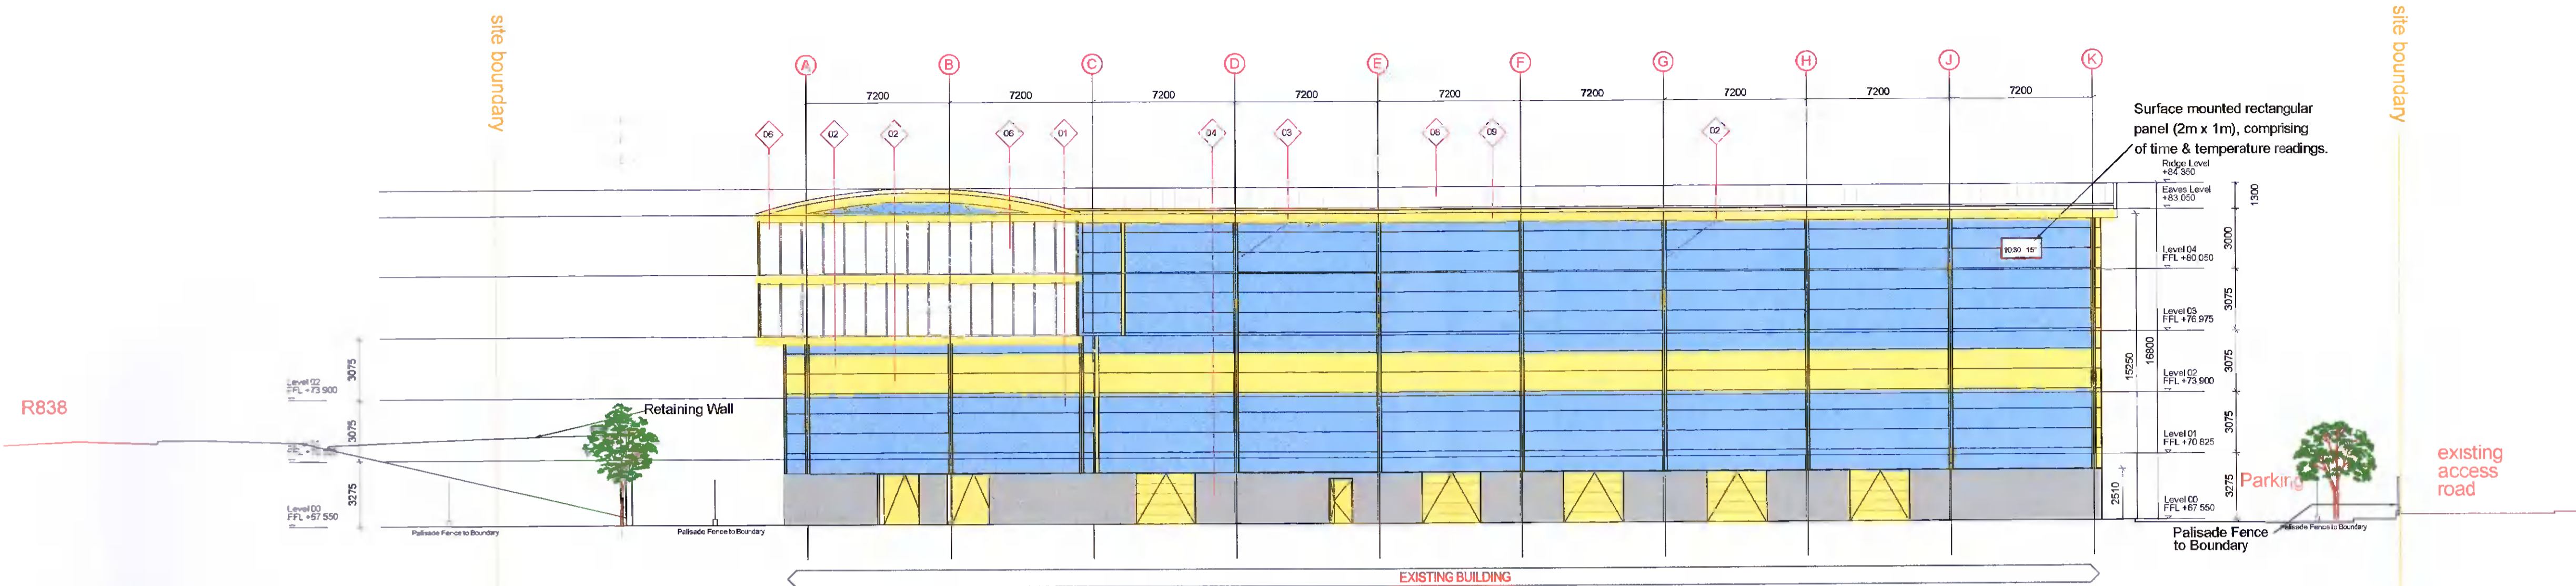 site boundary
site boundary
A B C D E F G H J K
7200 7200 7200 7200 7200 7200 7200 7200 7200
06 02 02 06 01 04 03 08 09 02
Surface mounted rectangular
panel (2m x 1m), comprising
of time & temperature readings.
Ridge Level
+84 350
Eaves Level
+83 050
1300
10:30 15°
Level 04
FFL +80 050
3000
3075
Level 03
FFL +76 975
15250
16800
3075
Level 02
FFL +73 900
3075
Level 01
FFL +70 825
2510
3275
Level 00
FFL +67 550
3075
Level 02
FFL +73 900
3075
3275
Level 00
FFL +67 550
R838
Retaining Wall
Palisade Fence to Boundary
Palisade Fence to Boundary
Parking
existing
access
road
Palisade Fence
to Boundary
Palisade Fence to Boundary
EXISTING BUILDING